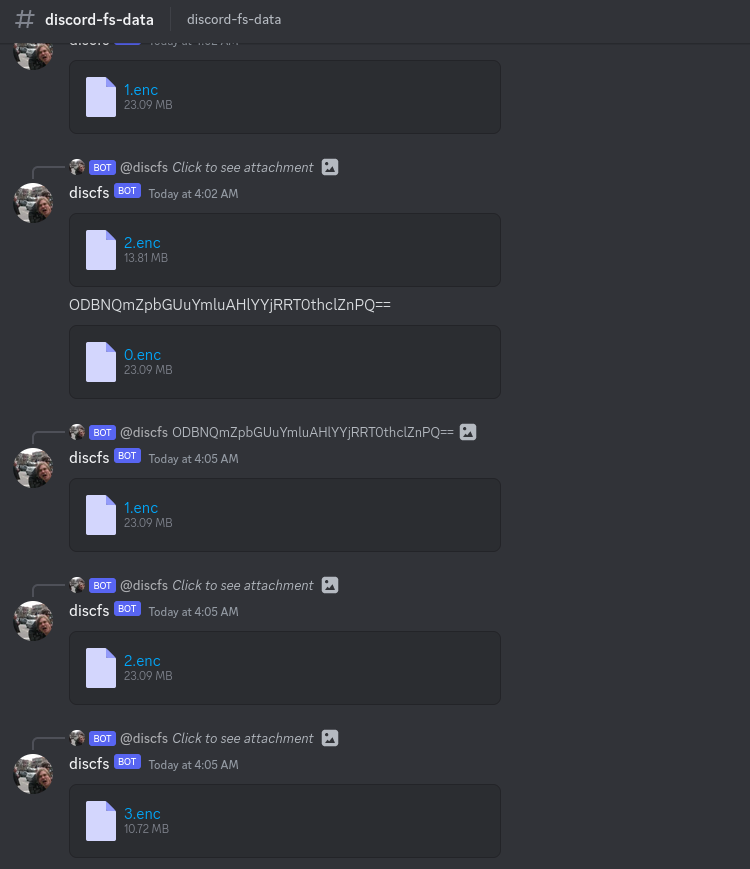 discord-fs-data discord-fs-data
discfs BOT Today at 4:02 AM
1.enc
23.09 MB
BOT @discfs Click to see attachment
discfs BOT Today at 4:02 AM
2.enc
13.81 MB
ODBNQmZpbGUuYmluAHlYYjRRT0thclZnPQ==
0.enc
23.09 MB
BOT @discfs ODBNQmZpbGUuYmluAHlYYjRRT0thclZnPQ==
discfs BOT Today at 4:05 AM
1.enc
23.09 MB
BOT @discfs Click to see attachment
discfs BOT Today at 4:05 AM
2.enc
23.09 MB
BOT @discfs Click to see attachment
discfs BOT Today at 4:05 AM
3.enc
10.72 MB